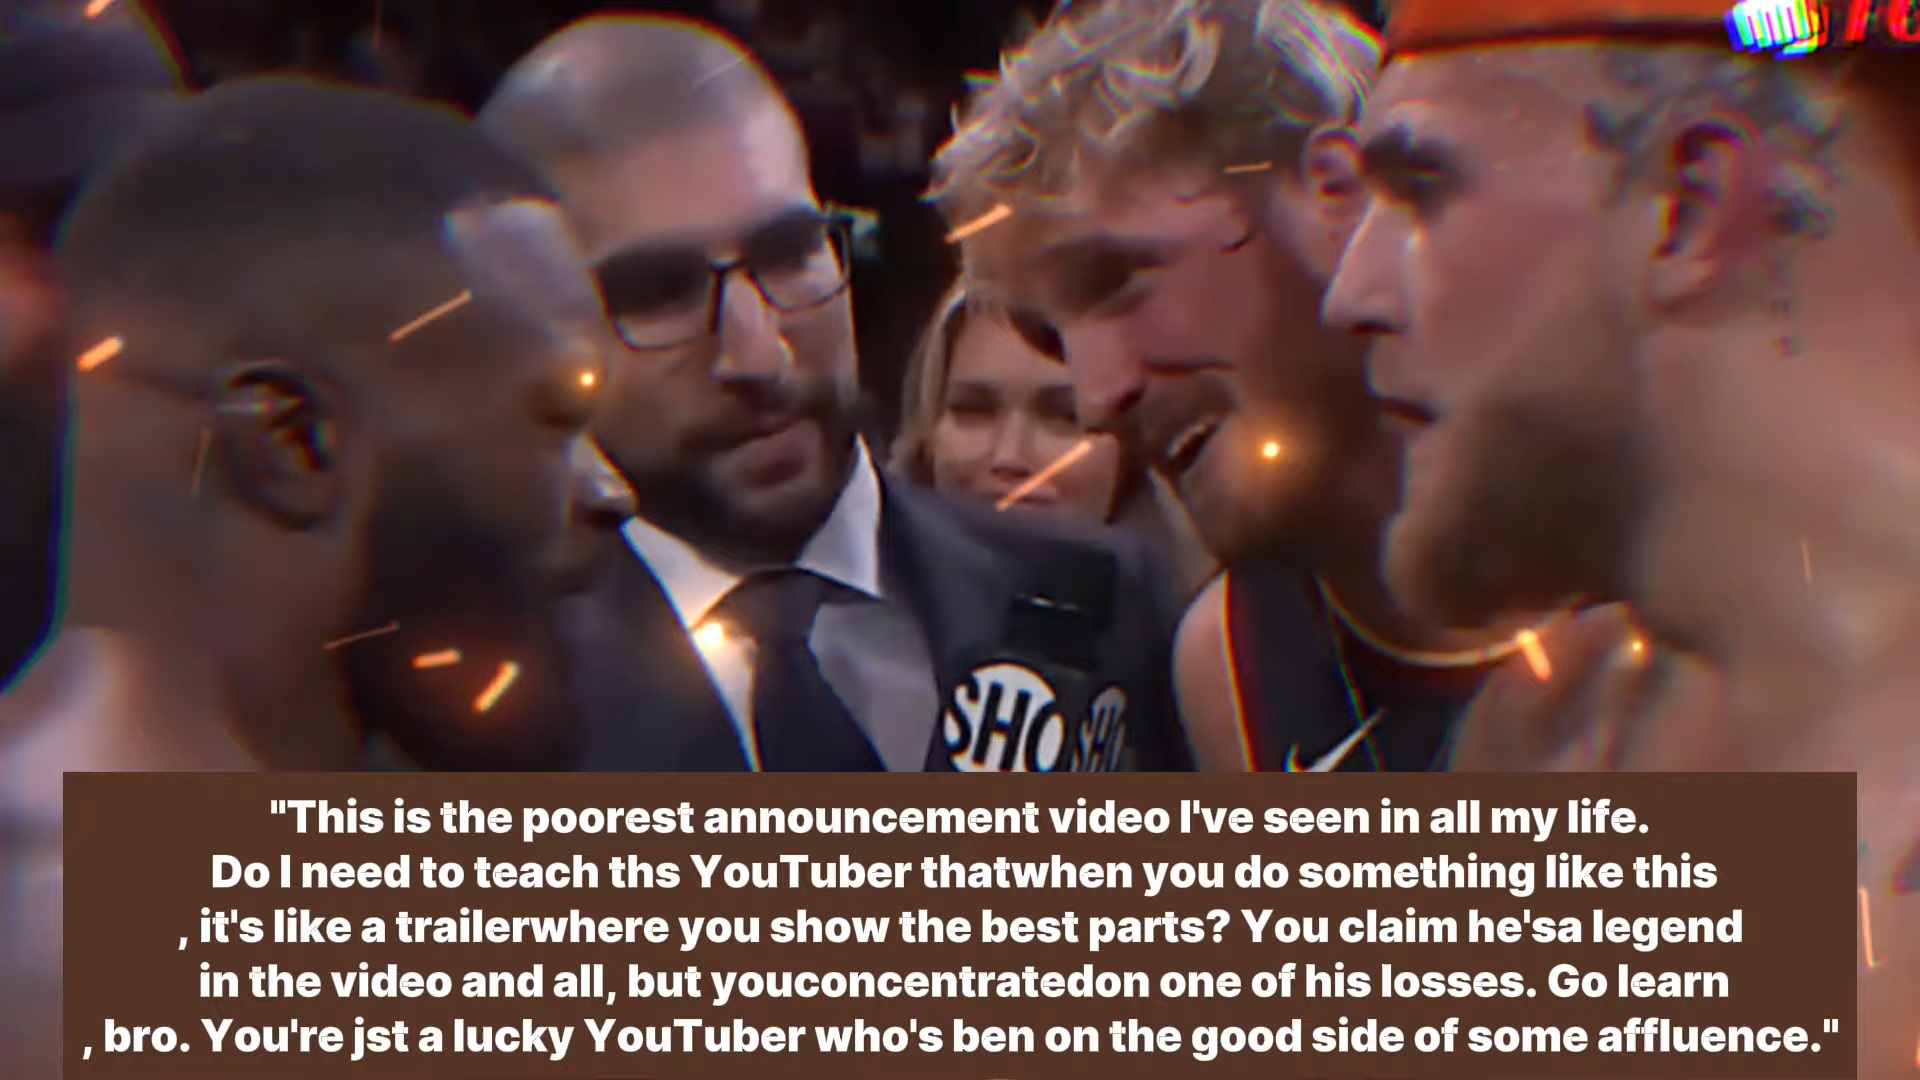 SHO
SHO
"This is the poorest announcement video I've seen in all my life.
Do I need to teach ths YouTuber thatwhen you do something like this
, it's like a trailerwhere you show the best parts? You claim he'sa legend
in the video and all, but youconcentratedon one of his losses. Go learn
, bro. You're jst a lucky YouTuber who's ben on the good side of some affluence."